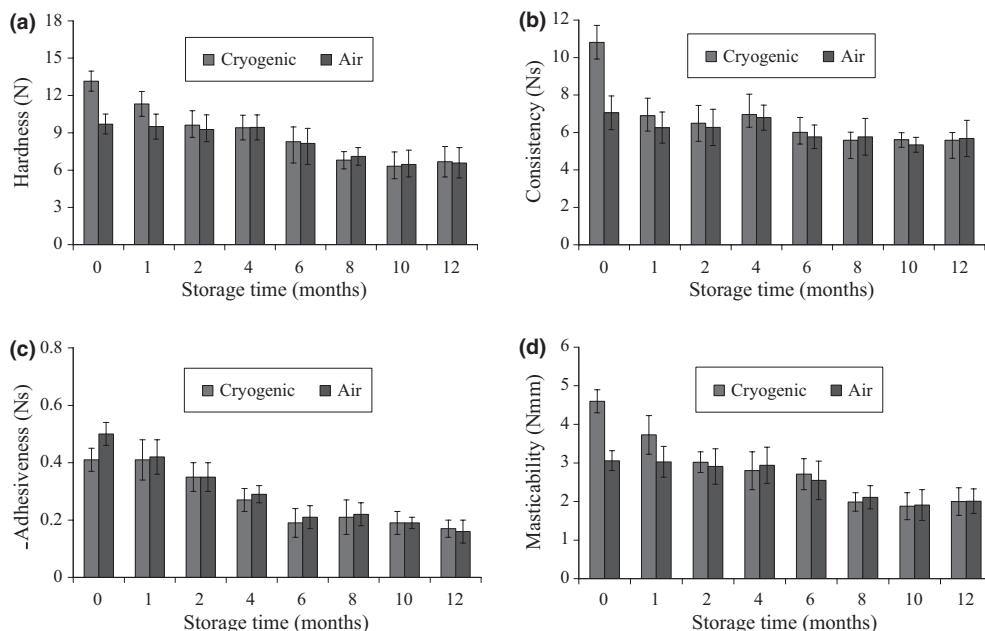 (a)
18
15
12
9
6
3
0
Hardness (N)
Cryogenic Air
0 1 2 4 6 8 10 12
Storage time (months)
(b)
12
10
8
6
4
2
0
Consistency (Ns)
Cryogenic Air
0 1 2 4 6 8 10 12
Storage time (months)
(c)
0.8
0.6
0.4
0.2
0
-Adhesiveness (Ns)
Cryogenic Air
0 1 2 4 6 8 10 12
Storage time (months)
(d)
6
5
4
3
2
1
0
Masticability (Nmm)
Cryogenic Air
0 1 2 4 6 8 10 12
Storage time (months)